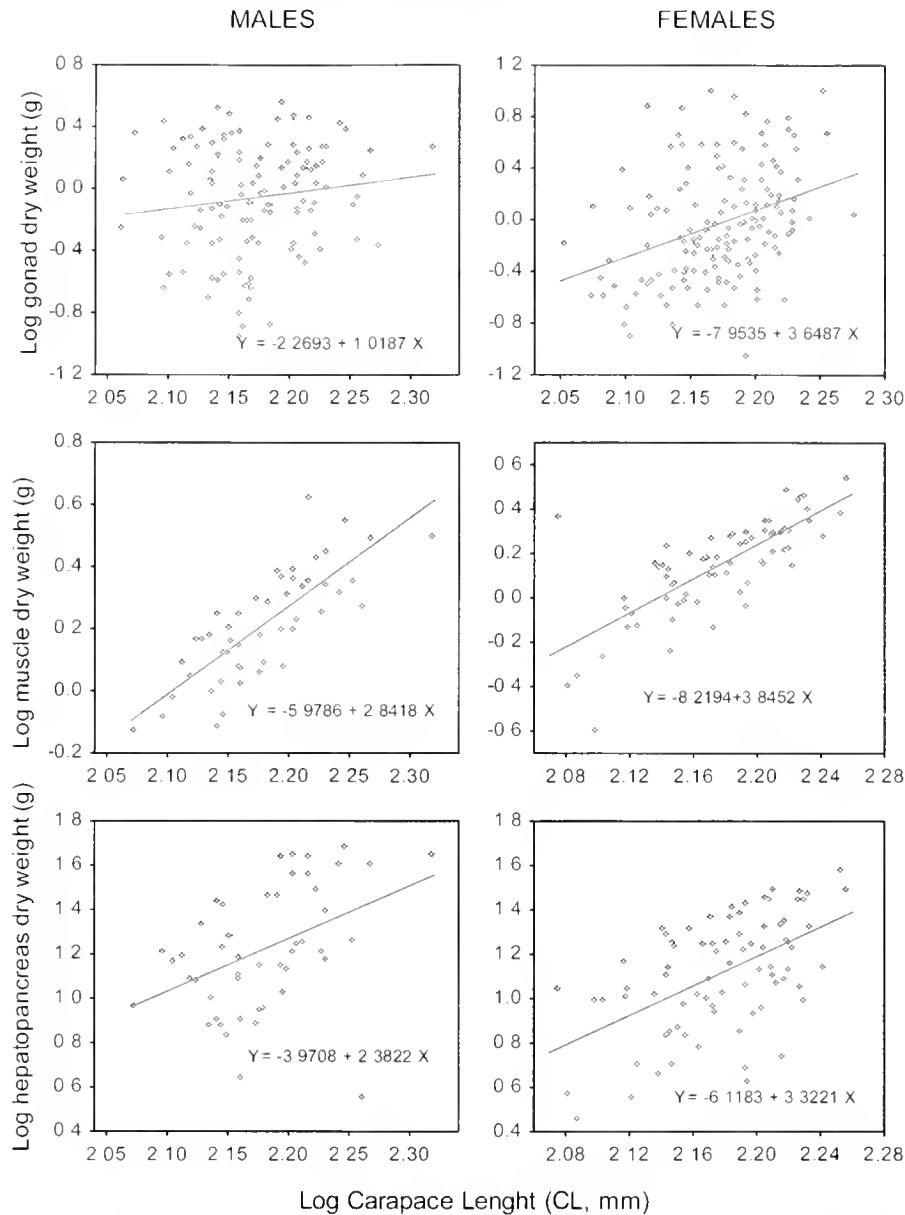 MALES FEMALES
Log gonad dry weight (g)
0 8
0 4
0.0
-0 4
-0 8
-1 2
Y = -2 2693 + 1 0187 X
2 05 2 10 2 15 2 20 2 25 2 30
1 2
0 8
0 4
0.0
-0 4
-0 8
-1 2
Y = -7 9535 + 3 6487 X
2.05 2.10 2.15 2.20 2.25 2.30
Log muscle dry weight (g)
0.8
0 6
0.4
0.2
0.0
-0.2
Y = -5 9786 + 2 8418 X
2 05 2 10 2 15 2 20 2 25 2.30
0 6
0.4
0.2
0.0
-0.2
-0.4
-0 6
Y = -8 2194+3 8452 X
2.08 2.12 2.16 2.20 2.24 2.28
Log hepatopancreas dry weight (g)
1.8
1 6
1.4
1.2
1.0
0 8
0 6
0.4
Y = -3 9708 + 2 3822 X
2 05 2 10 2 15 2 20 2 25 2.30
1.8
1 6
1.4
1.2
1.0
0 8
0 6
0.4
Y = -6 1183 + 3 3221 X
2.08 2.12 2.16 2.20 2.24 2.28
Log Carapace Lenght (CL, mm)